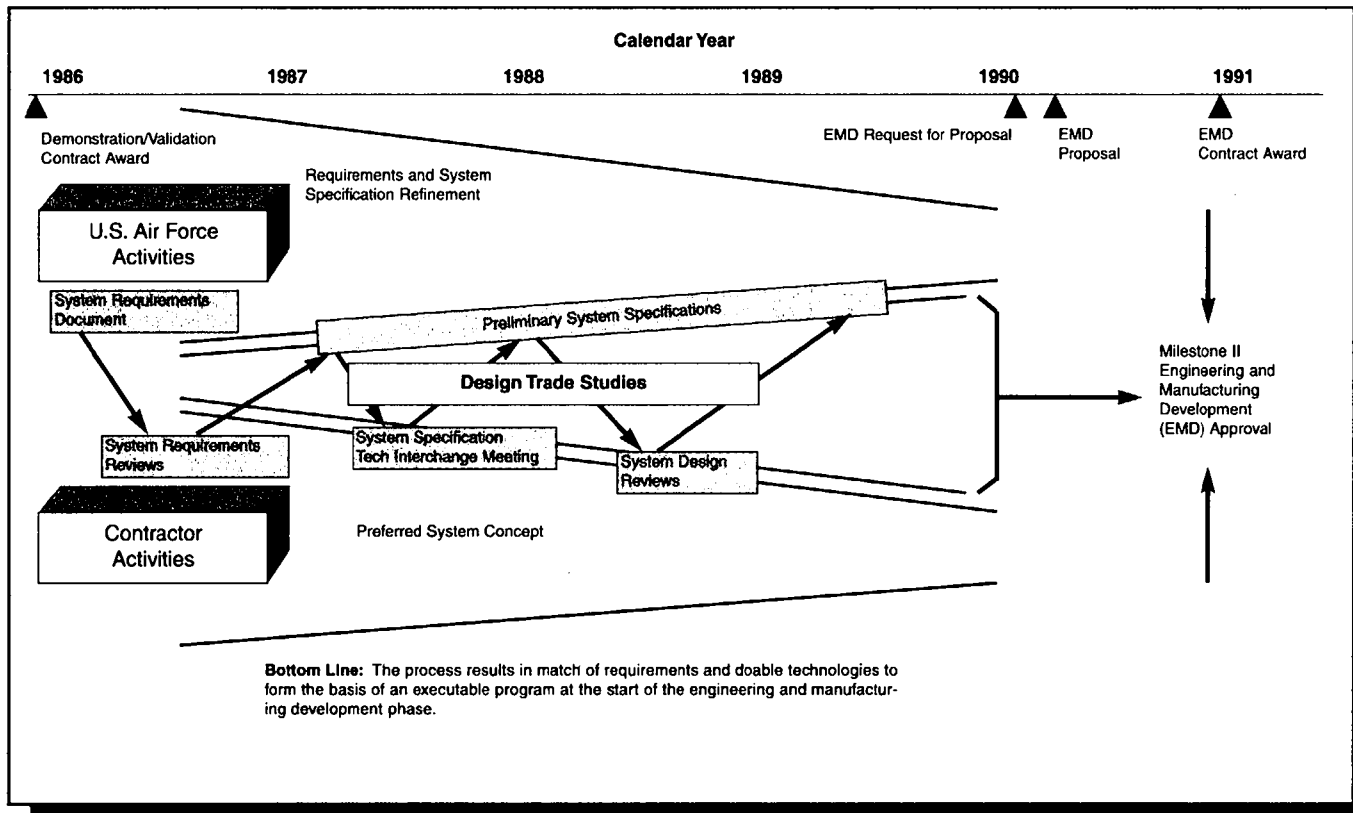 Calendar Year
1986 1987 1988 1989 1990 1991
Demonstration/Validation
Contract Award
EMD Request for Proposal
EMD
Proposal
EMD
Contract Award
Requirements and System
Specification Refinement
U.S. Air Force
Activities
System Requirements
Document
Preliminary System Specifications
Design Trade Studies
Milestone II
Engineering and
Manufacturing
Development
(EMD) Approval
System Requirements
Reviews
System Specification
Tech Interchange Meeting
System Design
Reviews
Contractor
Activities
Preferred System Concept
Bottom Line: The process results in match of requirements and doable technologies to
form the basis of an executable program at the start of the engineering and manufactur-
ing development phase.